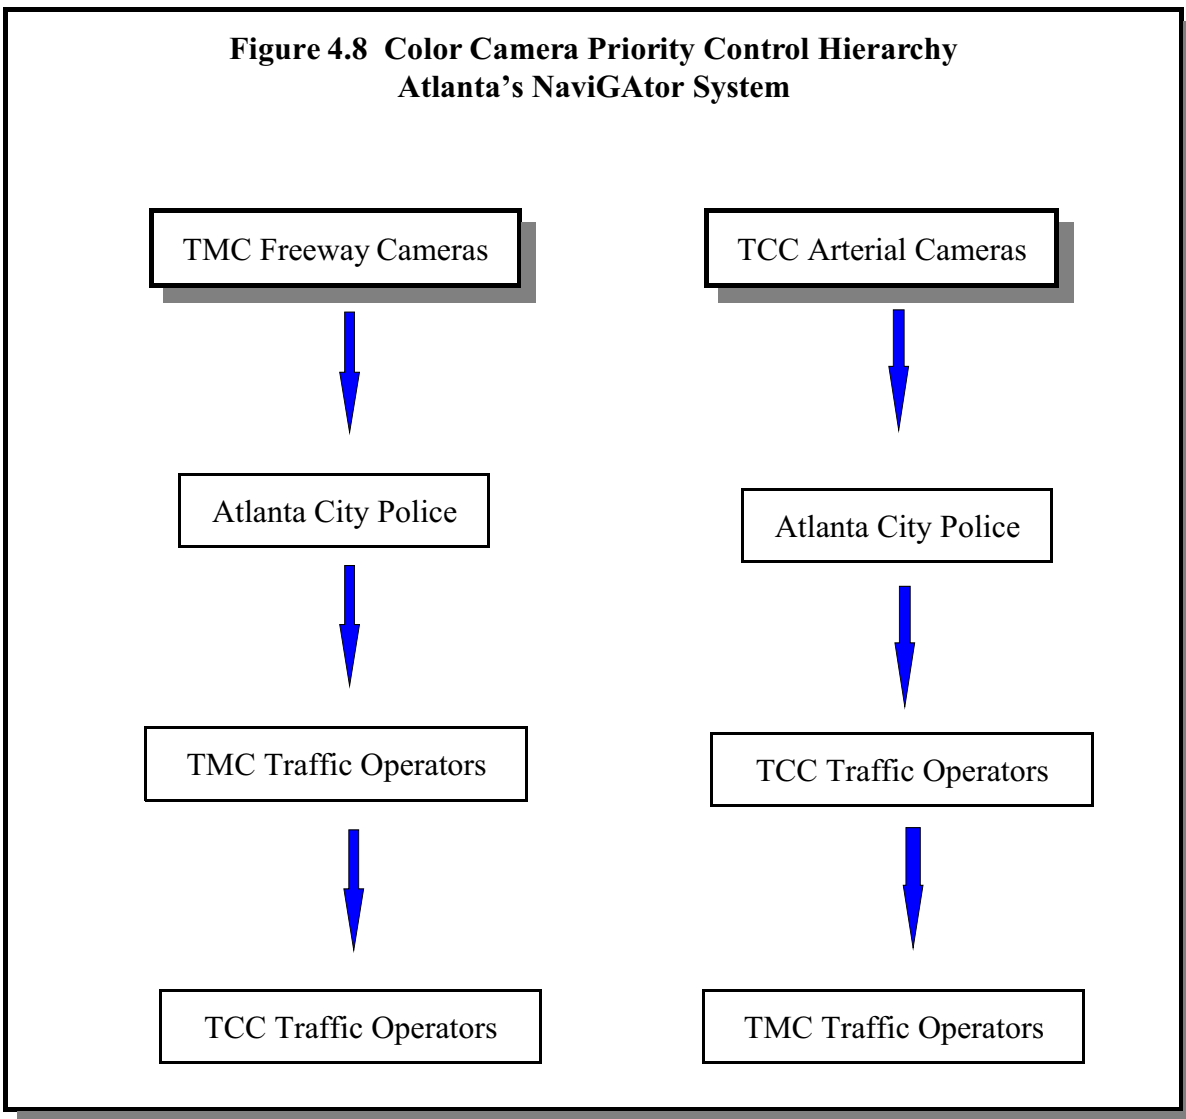 Figure 4.8 Color Camera Priority Control Hierarchy
Atlanta's NaviGAtor System
TMC Freeway Cameras
Atlanta City Police
TMC Traffic Operators
TCC Traffic Operators
TCC Arterial Cameras
Atlanta City Police
TCC Traffic Operators
TMC Traffic Operators